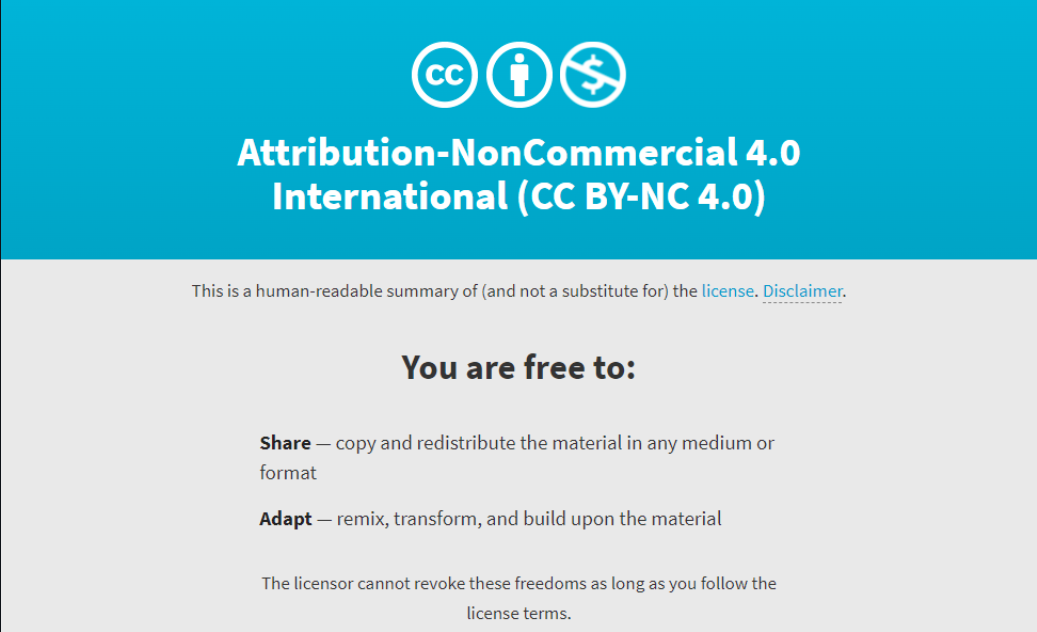 CC
Attribution-NonCommercial 4.0
International (CC BY-NC 4.0)
This is a human-readable summary of (and not a substitute for) the license. Disclaimer.
You are free to:
Share — copy and redistribute the material in any medium or
format
Adapt — remix, transform, and build upon the material
The licensor cannot revoke these freedoms as long as you follow the
license terms.